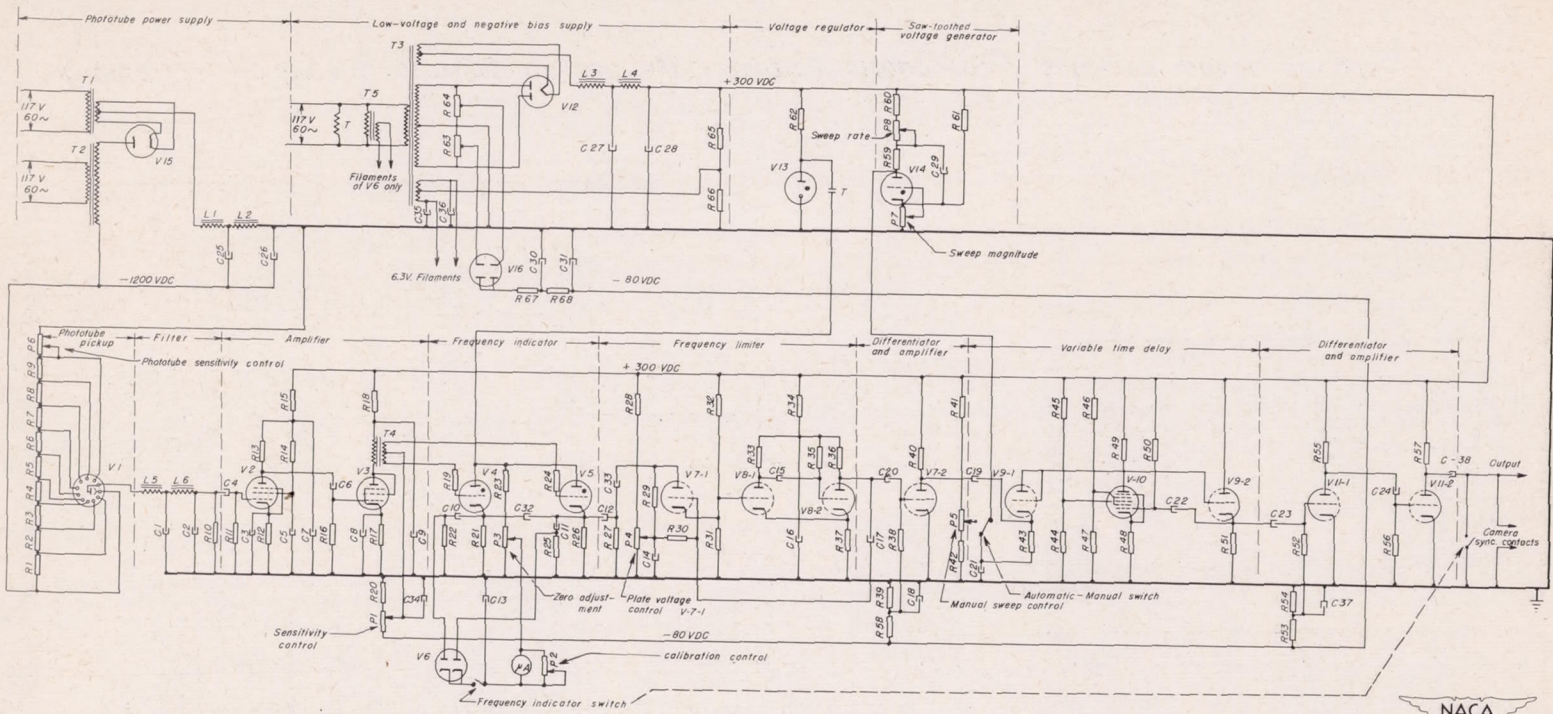 Phototube power supply
Low-voltage and negative bias supply
Voltage regulator
Saw-toothed
voltage generator
T1
117 V
60~
T2
117 V
60~
V15
L1
L2
C25
C26
-1200 VDC
T3
117 V
60~
T
T5
Filaments
of V6 only
R64
R63
V12
L3
L4
C27
C28
+300 VDC
R65
R66
C35
C36
6.3V. Filaments
V16
C30
C31
R67
R68
- 80 VDC
R62
V13
T
R60
P8
Sweep rate
R59
C29
R61
V14
P7
Sweep magnitude
Phototube
pickup
Filter
Amplifier
Frequency indicator
Frequency limiter
Differentiator
and amplifier
Variable time delay
Differentiator
and amplifier
Phototube sensitivity control
+ 300 VDC
P6
R9
R8
R7
R6
R5
R4
R3
R2
R1
V1
L5
L6
C1
C2
R10
C4
R11
V2
R12
R13
R14
R15
C5
C7
C6
R16
C8
V3
R17
R18
T4
C9
R19
V4
C10
R22
R21
R23
P3
C32
R24
V5
C11
R25
R26
C12
C33
R27
R28
P4
R29
C14
R30
V7-1
R31
R32
R33
R34
V8-1
C15
R35
R36
V8-2
C16
R37
C17
C20
R38
R40
V7-2
C19
R41
P5
R42
C21
V9-1
R43
R45
R46
R44
R47
R49
V-10
R48
R50
C22
V9-2
R51
C23
R52
R55
V11-1
C24
R56
R57
V11-2
C-38
Output
Camera
sync. contacts
R20
P1
C34
Sensitivity
control
C13
Zero adjust-
ment
Plate voltage
control
V-7-1
R39
R58
C18
Manual sweep control
Automatic-Manual switch
R54
R53
C37
-80 VDC
V6
μA
P2
calibration control
Frequency indicator switch
NACA